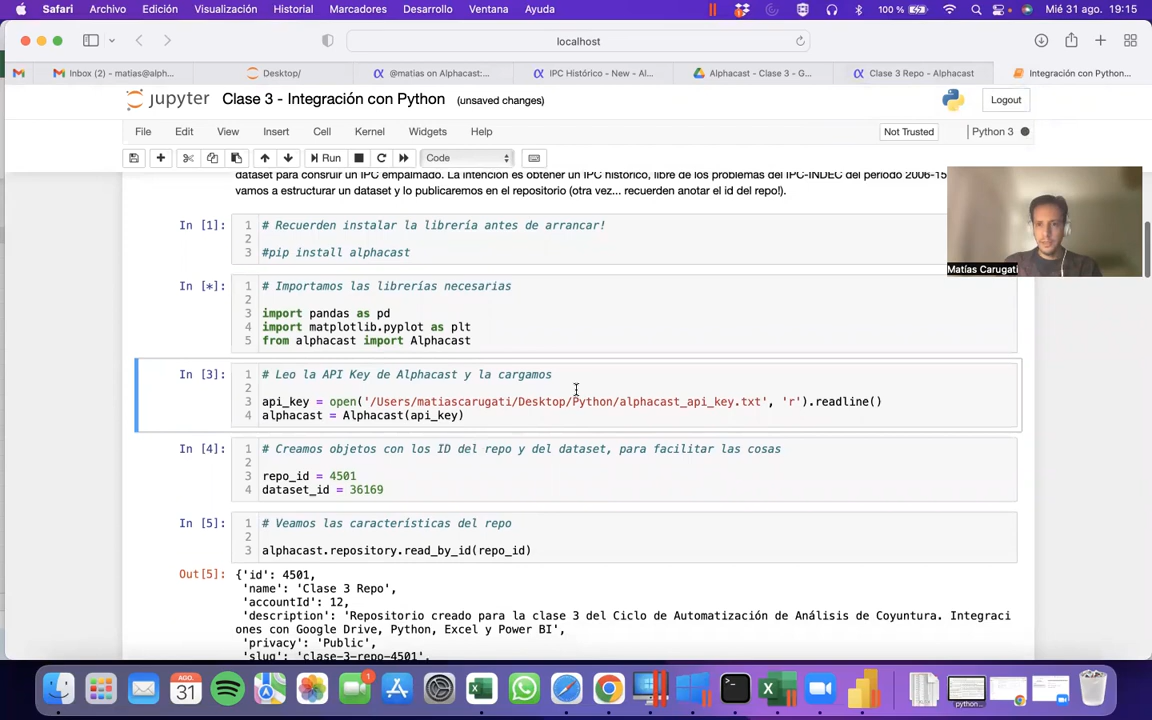 Safari Archivo Edición Visualización Historial Marcadores Desarrollo Ventana Ayuda 100 % Mié 31 ago. 19:15
localhost
Inbox (2) - matias@alph... Desktop/ @matias on Alphacast:... IPC Histórico - New - Al... Alphacast - Clase 3 - G... Clase 3 Repo - Alphacast Integración con Python...
jupyter Clase 3 - Integración con Python (unsaved changes) Logout
File Edit View Insert Cell Kernel Widgets Help Not Trusted Python 3
Run Code
dataset para construir un IPC empalmado. La intención es obtener un IPC histórico, libre de los problemas del IPC-INDEC del período 2006-15
vamos a estructurar un dataset y lo publicaremos en el repositorio (otra vez... recuerden anotar el id del repo!).
In [1]: 1 # Recuerden instalar la librería antes de arrancar!
2
3 #pip install alphacast
Matías Carugati
In [*]: 1 # Importamos las librerías necesarias
2
3 import pandas as pd
4 import matplotlib.pyplot as plt
5 from alphacast import Alphacast
In [3]: 1 # Leo la API Key de Alphacast y la cargamos
2
3 api_key = open('/Users/matiascarugati/Desktop/Python/alphacast_api_key.txt', 'r').readline()
4 alphacast = Alphacast(api_key)
In [4]: 1 # Creamos objetos con los ID del repo y del dataset, para facilitar las cosas
2
3 repo_id = 4501
4 dataset_id = 36169
In [5]: 1 # Veamos las características del repo
2
3 alphacast.repository.read_by_id(repo_id)
Out[5]: {'id': 4501,
'name': 'Clase 3 Repo',
'accountId': 12,
'description': 'Repositorio creado para la clase 3 del Ciclo de Automatización de Análisis de Coyuntura. Integraci
ones con Google Drive, Python, Excel y Power BI',
'privacy': 'Public',
'slug': 'clase-3-repo-4501',
AGO.
31
1
python...